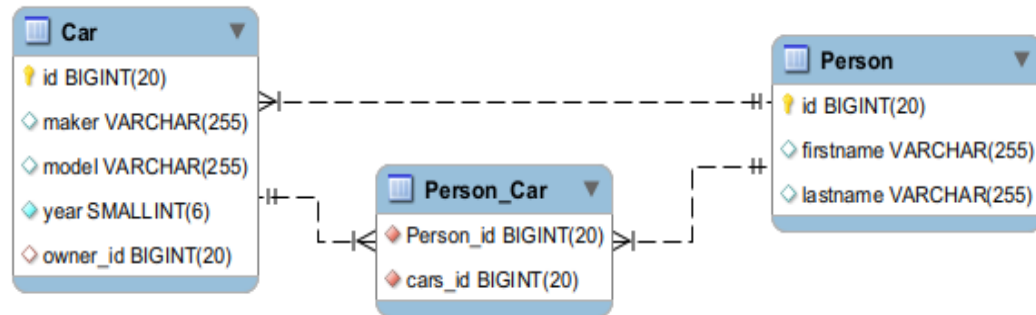 Car
id BIGINT(20)
maker VARCHAR(255)
model VARCHAR(255)
year SMALLINT(6)
owner_id BIGINT(20)
Person_Car
Person_id BIGINT(20)
cars_id BIGINT(20)
Person
id BIGINT(20)
firstname VARCHAR(255)
lastname VARCHAR(255)